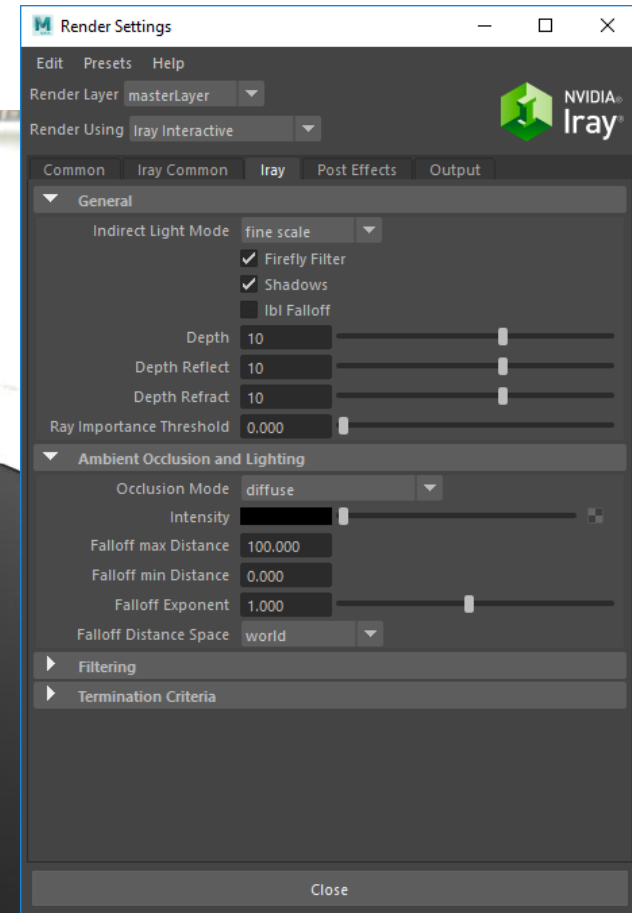 Render Settings
Edit Presets Help
Render Layer masterLayer
Render Using Iray Interactive
NVIDIA®
Iray®
Common Iray Common Iray Post Effects Output
General
Indirect Light Mode fine scale
Firefly Filter
Shadows
lbl Falloff
Depth 10
Depth Reflect 10
Depth Refract 10
Ray Importance Threshold 0.000
Ambient Occlusion and Lighting
Occlusion Mode diffuse
Intensity
Falloff max Distance 100.000
Falloff min Distance 0.000
Falloff Exponent 1.000
Falloff Distance Space world
Filtering
Termination Criteria
Close